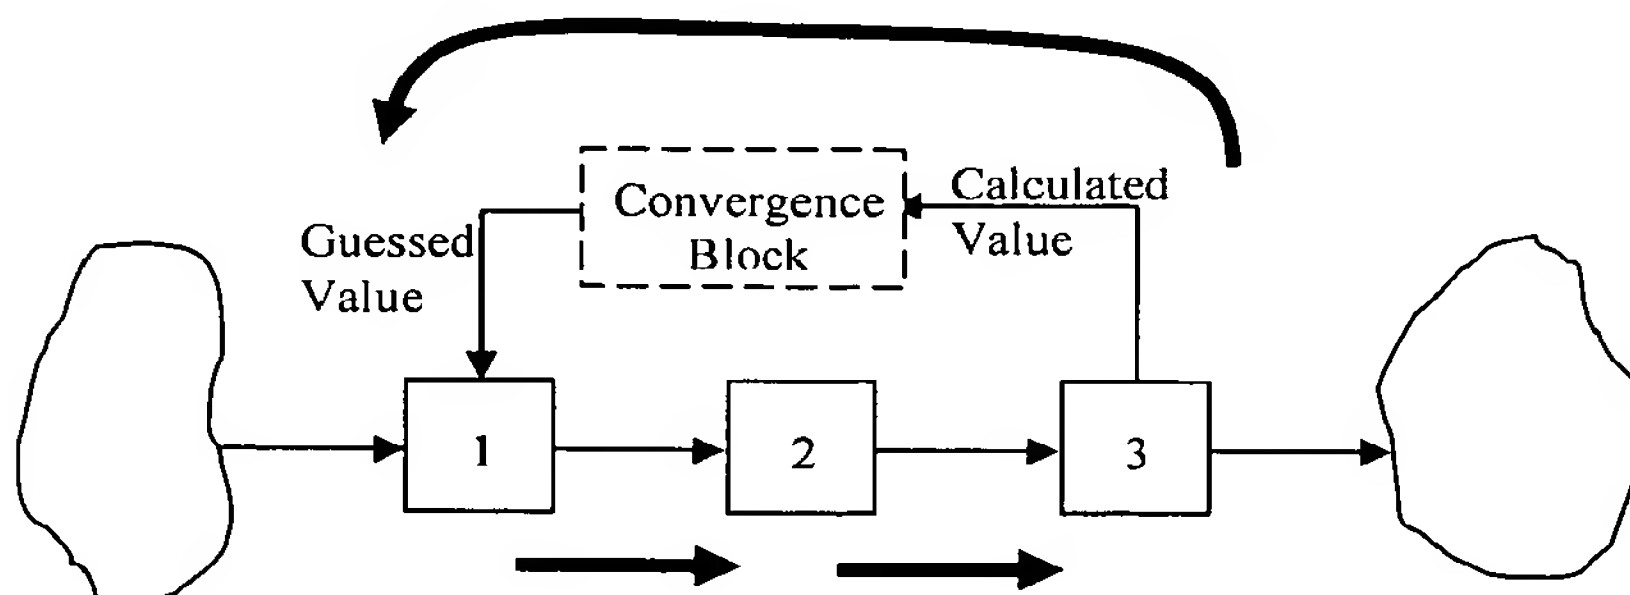 Convergence
Block
Calculated
Value
Guessed
Value
1
2
3